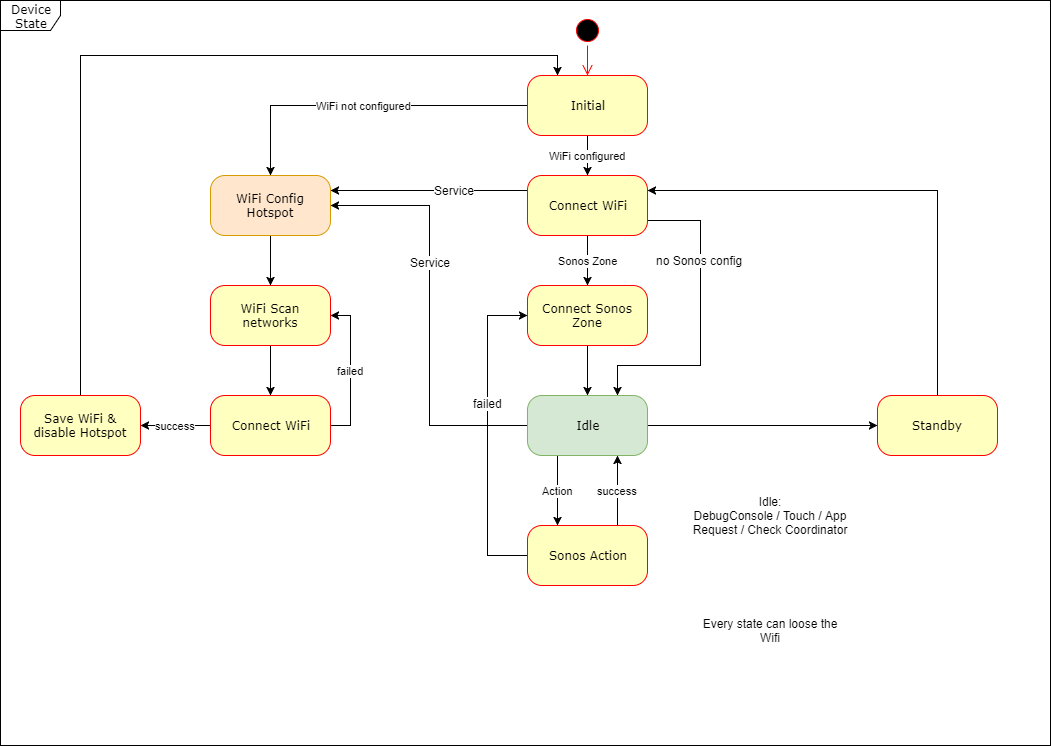 Device
State
Initial
WiFi not configured
WiFi configured
WiFi Config
Hotspot
Service
Connect WiFi
Service
Sonos Zone
no Sonos config
WiFi Scan
networks
Connect Sonos
Zone
failed
failed
Save WiFi &
disable Hotspot
success
Connect WiFi
Idle
Standby
Action
success
Idle:
DebugConsole / Touch / App
Request / Check Coordinator
Sonos Action
Every state can loose the
Wifi